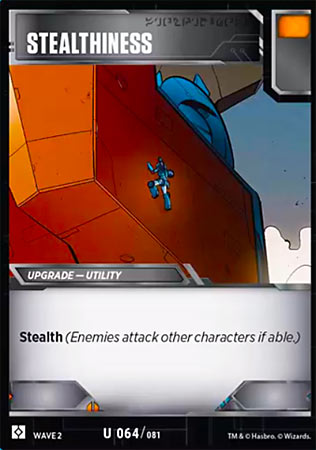 STEALTHINESS
UPGRADE — UTILITY
Stealth (Enemies attack other characters if able.)
WAVE 2 U 064/081 TM & © Hasbro. © Wizards.